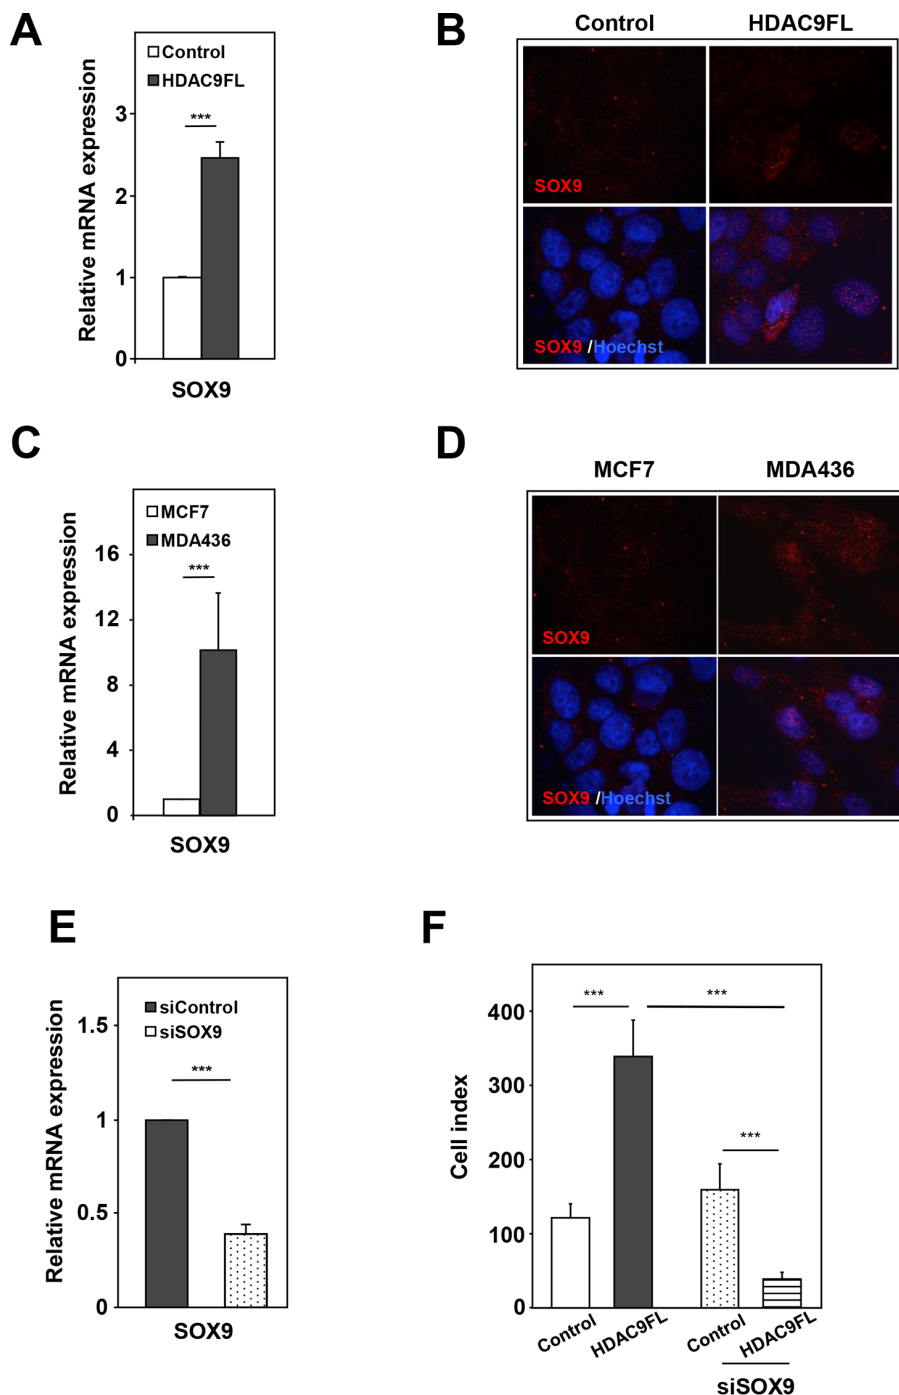 A
Control
HDAC9FL
***
Relative mRNA expression
3
2
1
0
SOX9
B
Control
HDAC9FL
SOX9
SOX9 /Hoechst
C
MCF7
MDA436
***
Relative mRNA expression
16
12
8
4
0
SOX9
D
MCF7
MDA436
SOX9
SOX9 /Hoechst
E
siControl
siSOX9
***
Relative mRNA expression
1.5
1
0.5
0
SOX9
F
***
***
***
Cell index
400
300
200
100
0
Control
HDAC9FL
Control
HDAC9FL
siSOX9